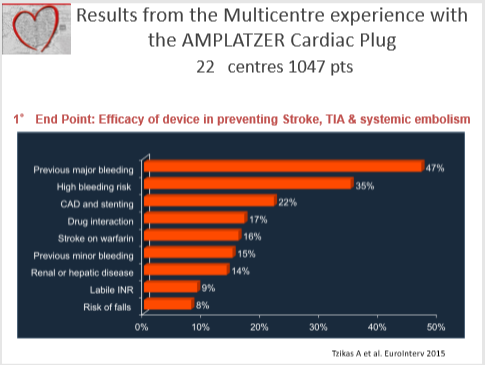 Results from the Multicentre experience with
the AMPLATZER Cardiac Plug
22 centres 1047 pts
1° End Point: Efficacy of device in preventing Stroke, TIA & systemic embolism
Previous major bleeding 47%
High bleeding risk 35%
CAD and stenting 22%
Drug interaction 17%
Stroke on warfarin 16%
Previous minor bleeding 15%
Renal or hepatic disease 14%
Labile INR 9%
Risk of falls 8%
0% 10% 20% 30% 40% 50%
Tzikas A et al. EuroInterv 2015